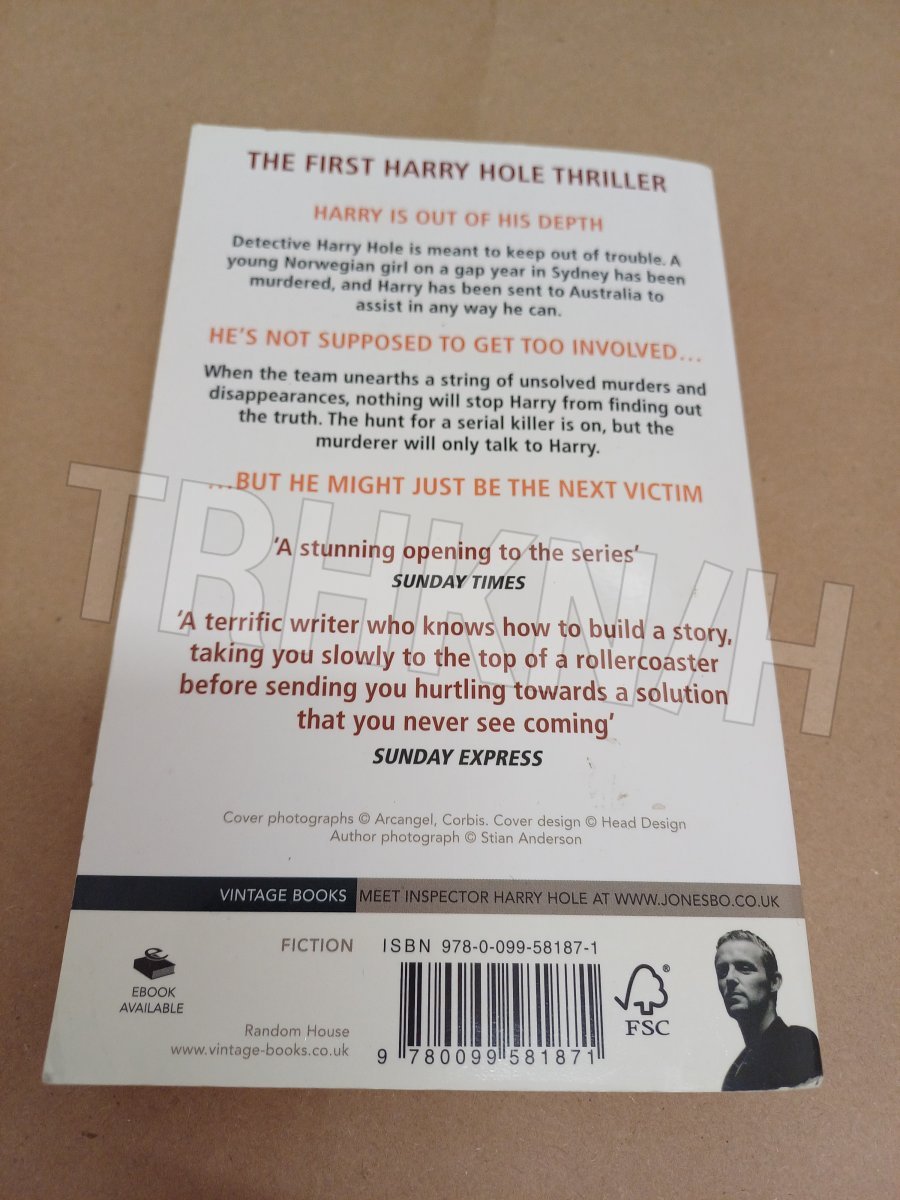 THE FIRST HARRY HOLE THRILLER
HARRY IS OUT OF HIS DEPTH
Detective Harry Hole is meant to keep out of trouble. A
young Norwegian girl on a gap year in Sydney has been
murdered, and Harry has been sent to Australia to
assist in any way he can.
HE'S NOT SUPPOSED TO GET TOO INVOLVED...
When the team unearths a string of unsolved murders and
disappearances, nothing will stop Harry from finding out
the truth. The hunt for a serial killer is on, but the
murderer will only talk to Harry.
...BUT HE MIGHT JUST BE THE NEXT VICTIM
TRHKN/H
'A stunning opening to the series'
SUNDAY TIMES
'A terrific writer who knows how to build a story,
taking you slowly to the top of a rollercoaster
before sending you hurtling towards a solution
that you never see coming'
SUNDAY EXPRESS
Cover photographs © Arcangel, Corbis. Cover design © Head Design
Author photograph © Stian Anderson
VINTAGE BOOKS MEET INSPECTOR HARRY HOLE AT WWW.JONESBO.CO.UK
FICTION ISBN 978-0-099-58187-1
e
EBOOK
AVAILABLE
Random House
www.vintage-books.co.uk
9 780099 581871
® FSC